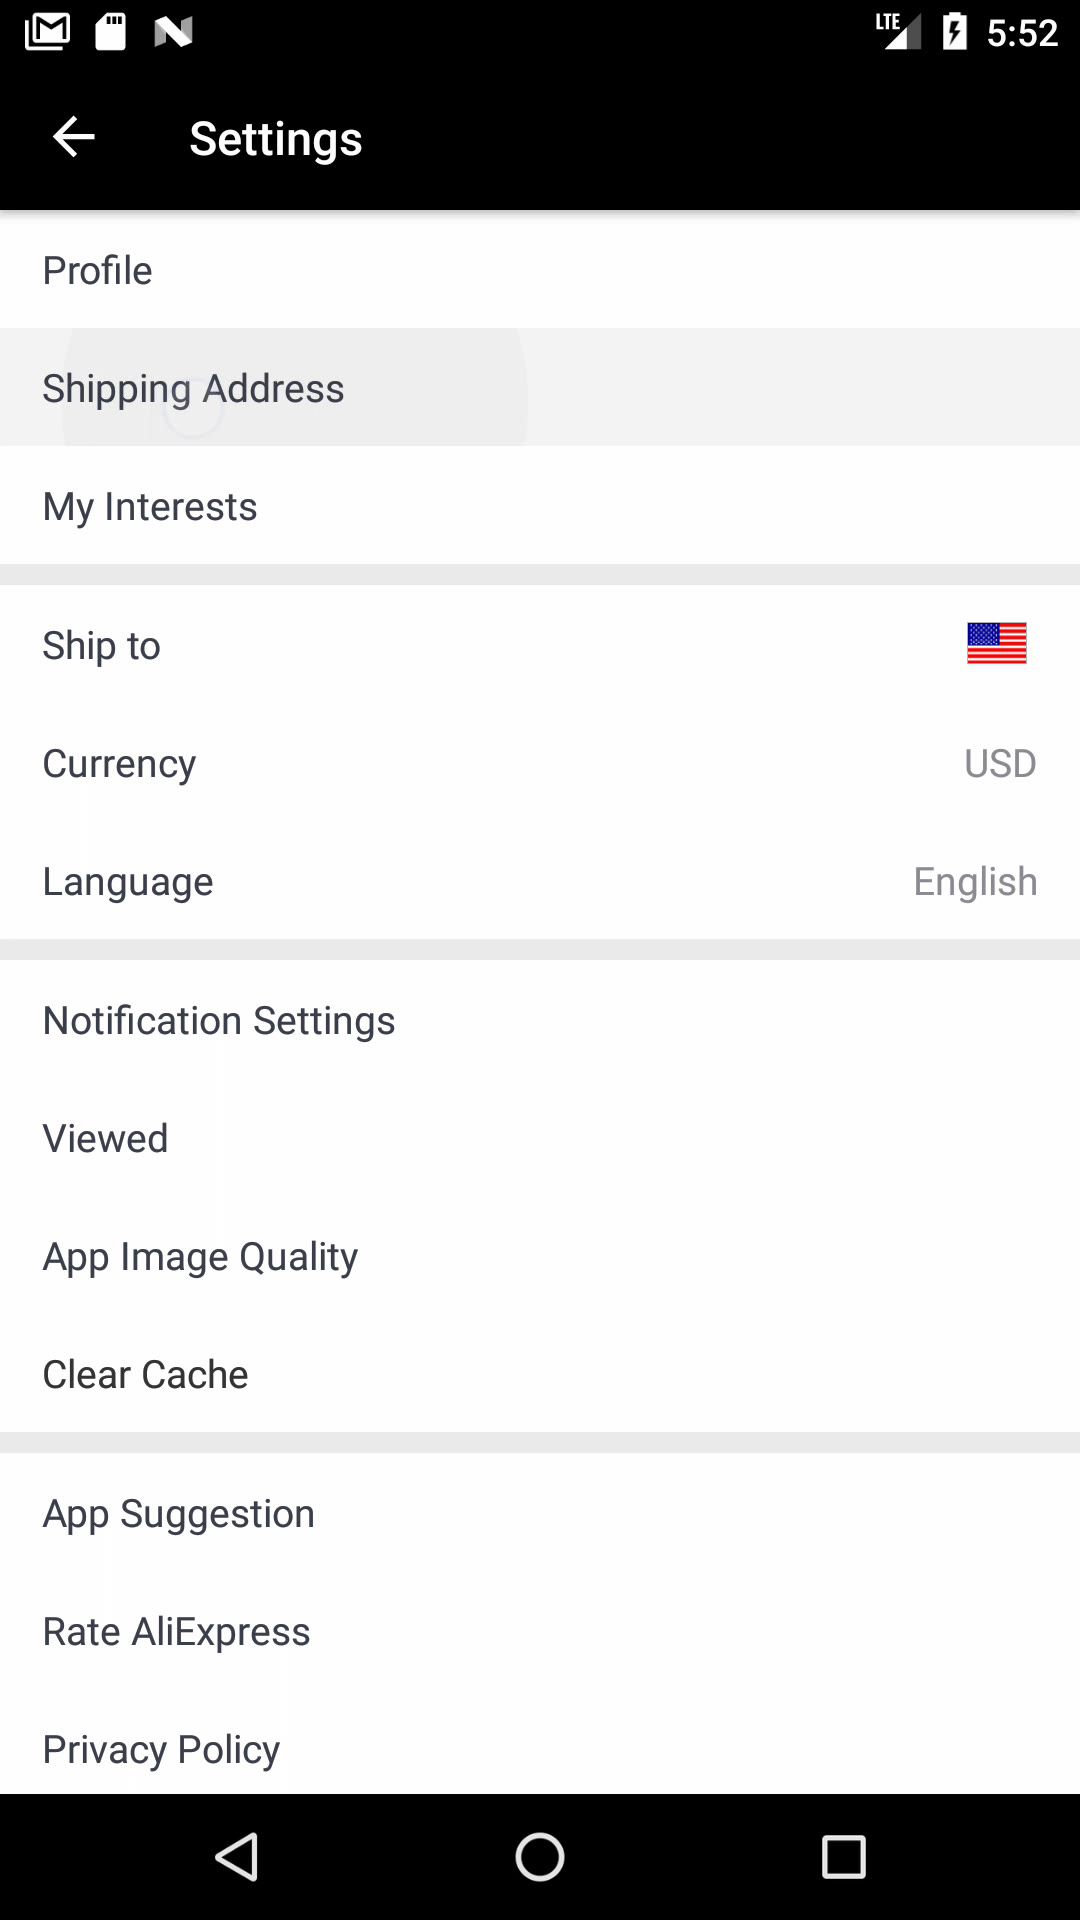 LTE 5:52
Settings
Profile
Shipping Address
My Interests
Ship to
Currency USD
Language English
Notification Settings
Viewed
App Image Quality
Clear Cache
App Suggestion
Rate AliExpress
Privacy Policy